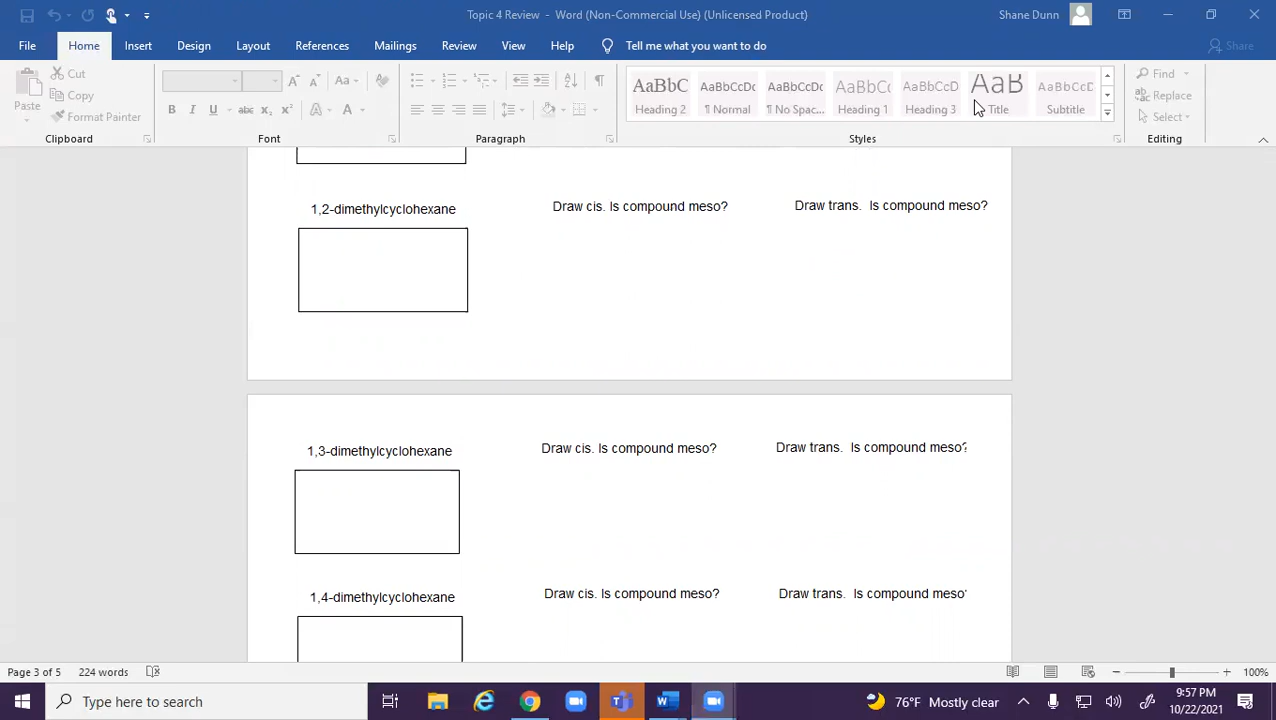 Topic 4 Review - Word (Non-Commercial Use) (Unlicensed Product)
Shane Dunn
File Home Insert Design Layout References Mailings Review View Help Tell me what you want to do Share
Paste
Cut
Copy
Format Painter
Clipboard
Aa
B I U abc X₂ X² A A
Font
Paragraph
AaBbC AaBbCcDc AaBbCcDc AaBbCc AaBbCcD AaB AaBbCcD
Heading 2 ¶ Normal ¶ No Spac... Heading 1 Heading 3 Title Subtitle
Styles
Find
Replace
Select
Editing
1,2-dimethylcyclohexane Draw cis. Is compound meso? Draw trans. Is compound meso?
1,3-dimethylcyclohexane Draw cis. Is compound meso? Draw trans. Is compound meso?
1,4-dimethylcyclohexane Draw cis. Is compound meso? Draw trans. Is compound meso
Page 3 of 5 224 words 100%
Type here to search
76°F Mostly clear
9:57 PM
10/22/2021